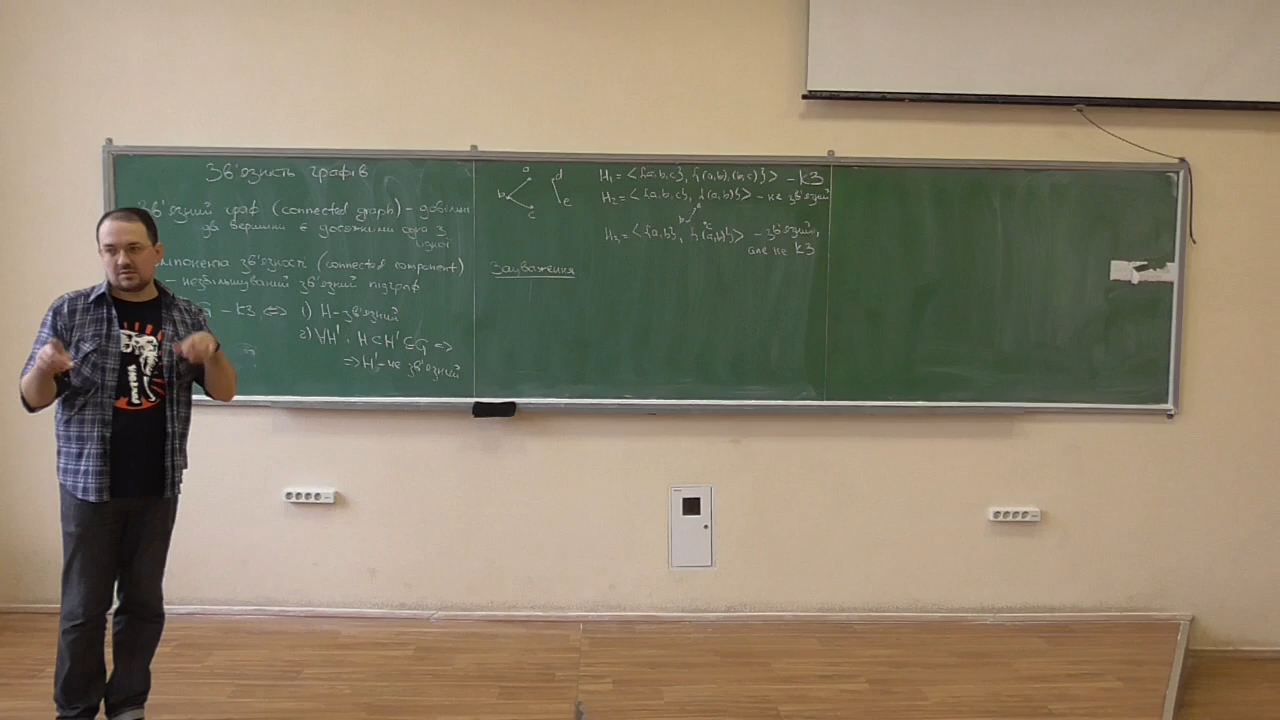 Зв'язність графів
Зв'язний граф (connected graph) – довільні
дві вершини є досяжними одна з
одної
компонента зв'язності (connected component)
– незбільшуваний зв'язний підграф
– КЗ ⇔ 1) H – зв'язний
2) ∀H' : H ⊂ H' ⊆ G ⇒
⇒ H' – не зв'язний
a
b
c
d
e
H₁ = <{a,b,c}, {(a,b),(b,c)}> – КЗ
H₂ = <{a,b,c}, {(a,b)}> – не зв'язний
b
c
H₃ = <{a,b}, {(a,b)}> – зв'язний,
але не КЗ
Зауваження